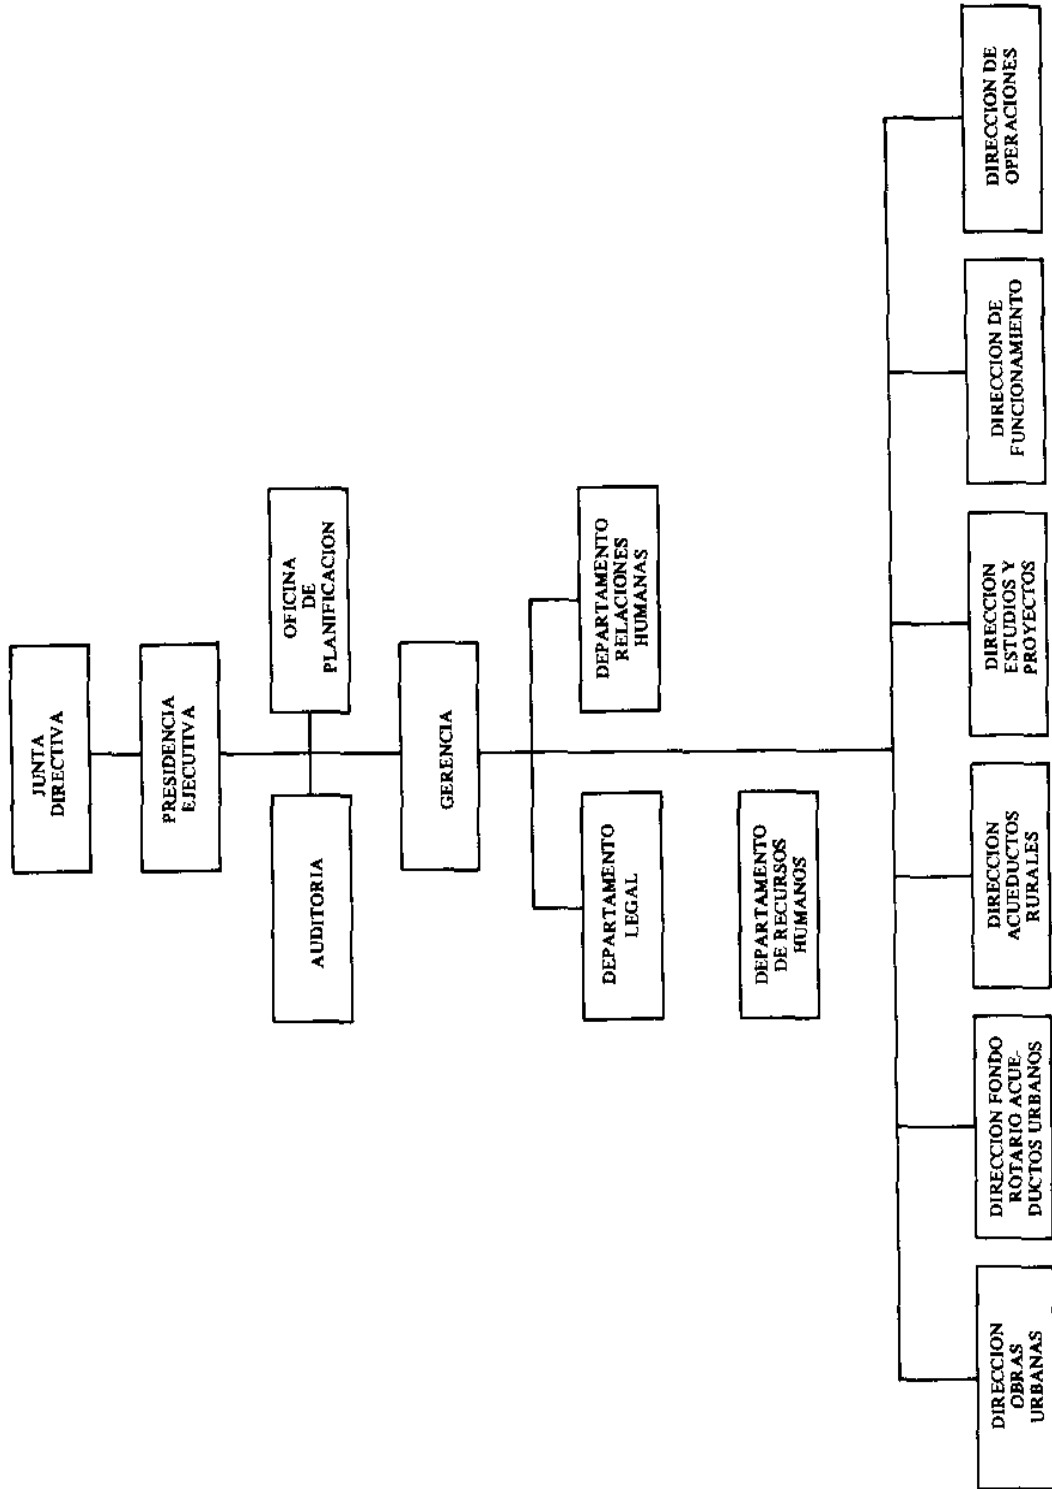 JUNTA
DIRECTIVA
PRESIDENCIA
EJECUTIVA
AUDITORIA
OFICINA
DE
PLANIFICACION
GERENCIA
DEPARTAMENTO
LEGAL
DEPARTAMENTO
RELACIONES
HUMANAS
DEPARTAMENTO
DE RECURSOS
HUMANOS
DIRECCION
OBRAS
URBANAS
DIRECCION FONDO
ROTARIO ACUE-
DUCTOS URBANOS
DIRECCION
ACUEDUCTOS
RURALES
DIRECCION
ESTUDIOS Y
PROYECTOS
DIRECCION DE
FUNCIONAMIENTO
DIRECCION DE
OPERACIONES